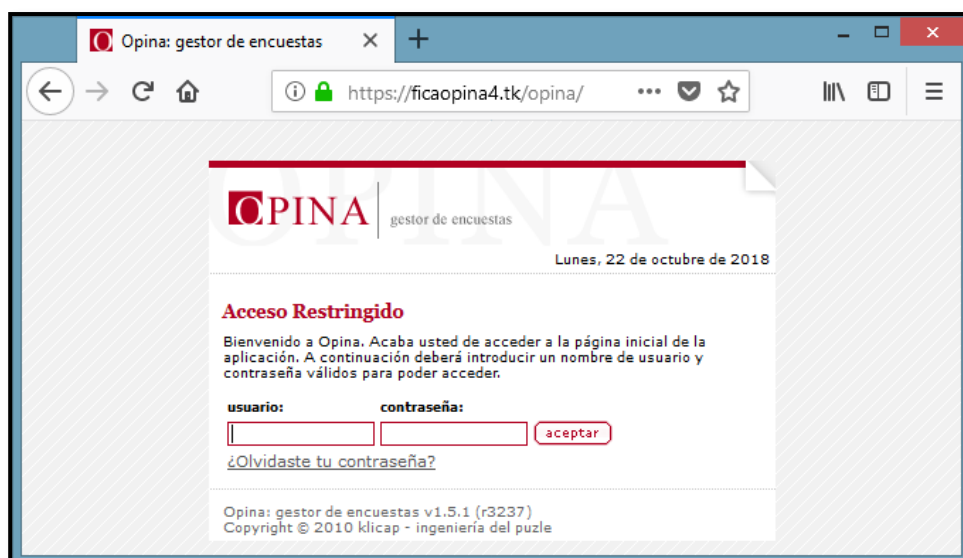 Opina: gestor de encuestas
https://ficaopina4.tk/opina/
OPINA
OPINA gestor de encuestas
Lunes, 22 de octubre de 2018
Acceso Restringido
Bienvenido a Opina. Acaba usted de acceder a la página inicial de la
aplicación. A continuación deberá introducir un nombre de usuario y
contraseña válidos para poder acceder.
usuario: contraseña:
aceptar
¿Olvidaste tu contraseña?
Opina: gestor de encuestas v1.5.1 (r3237)
Copyright © 2010 klicap - ingeniería del puzle